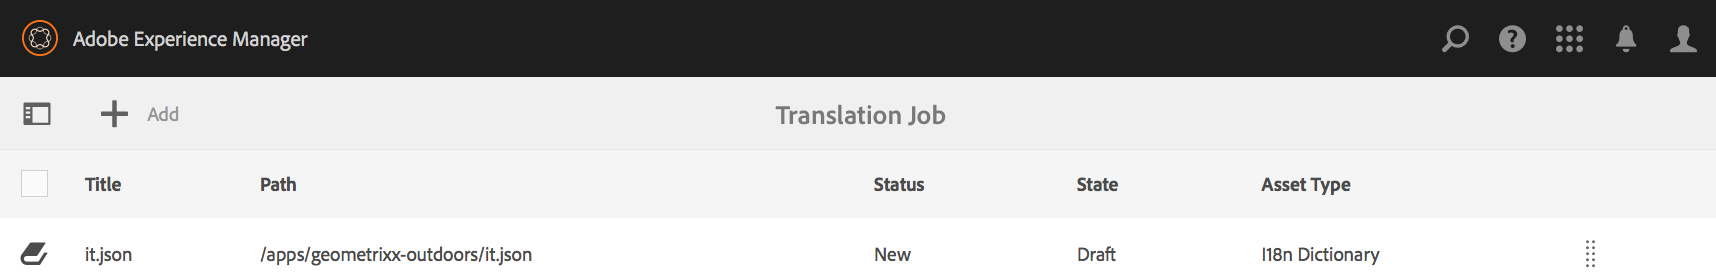 Adobe Experience Manager
Add Translation Job
Title Path Status State Asset Type
it.json /apps/geometrixx-outdoors/it.json New Draft I18n Dictionary